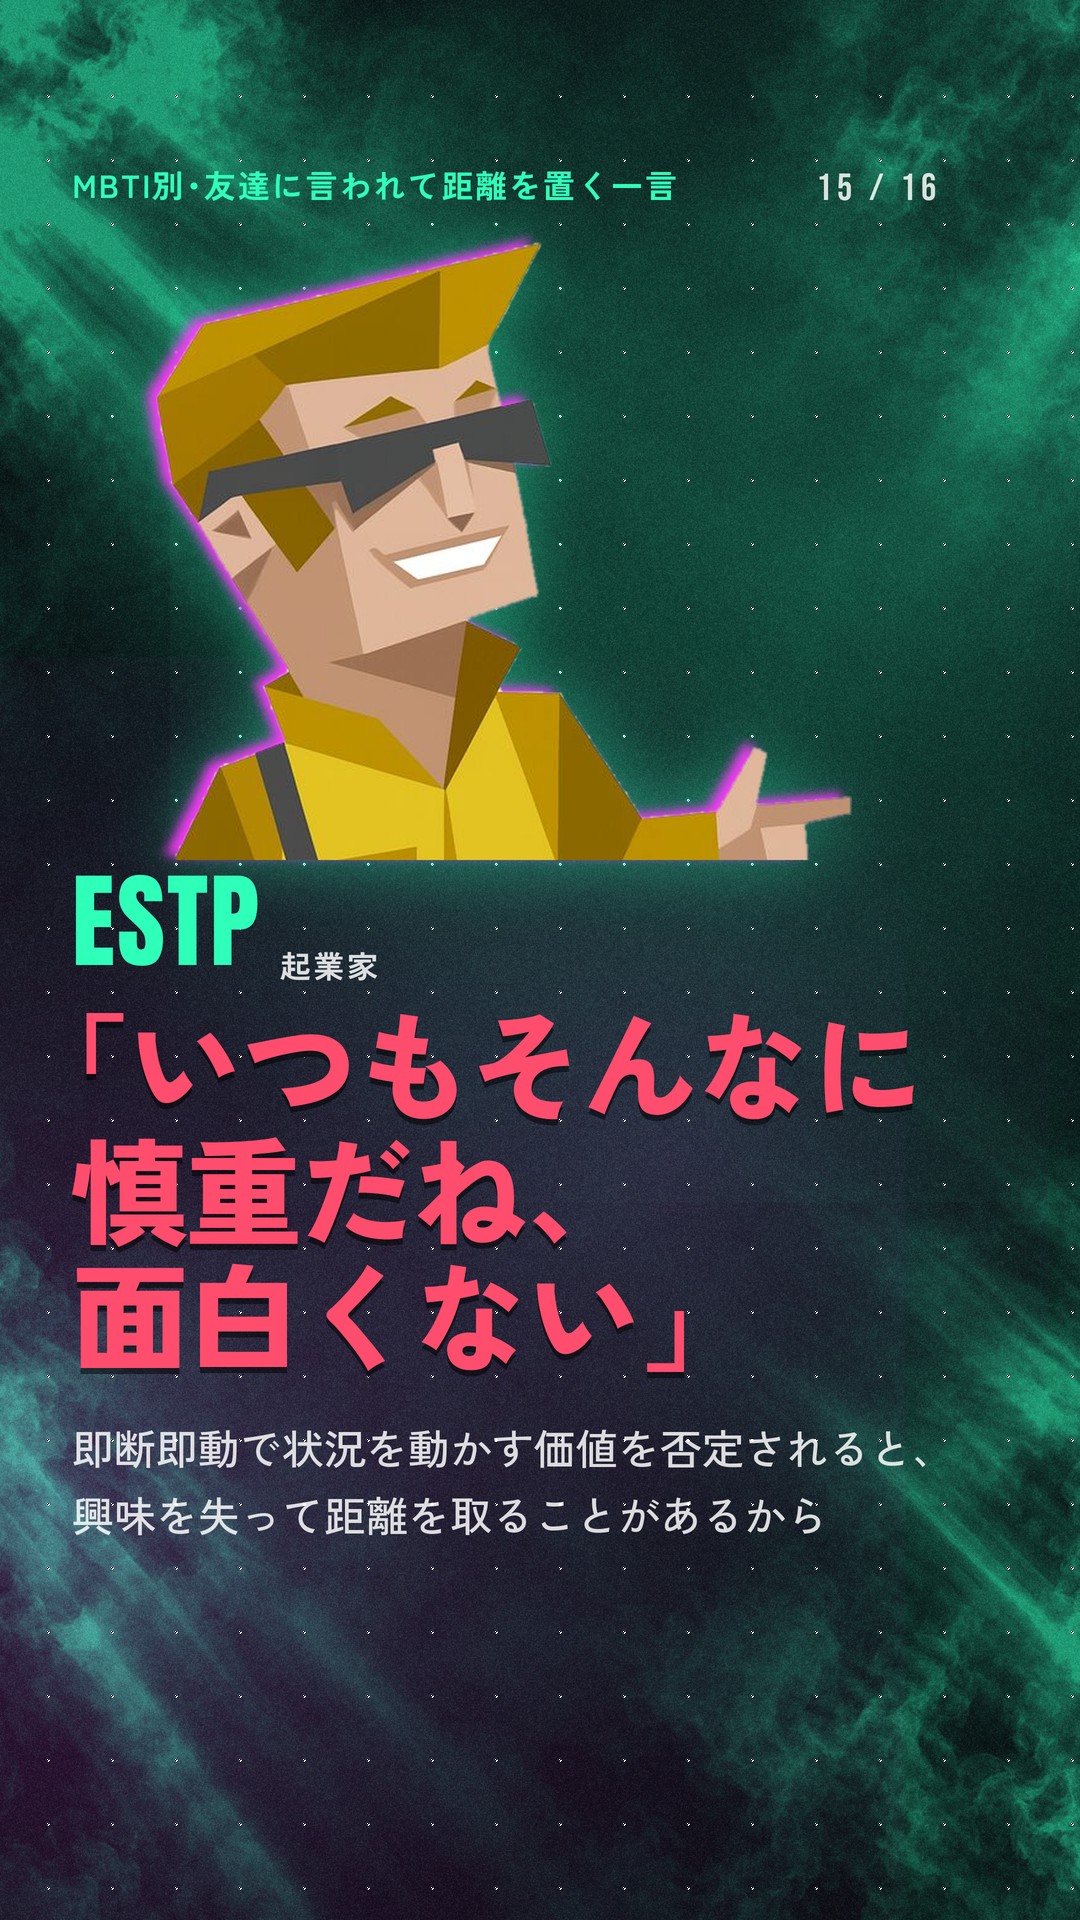 MBTI別・友達に言われて距離を置く一言
15 / 16
ESTP
起業家
「いつもそんなに
慎重だね、
面白くない」
即断即動で状況を動かす価値を否定されると、
興味を失って距離を取ることがあるから